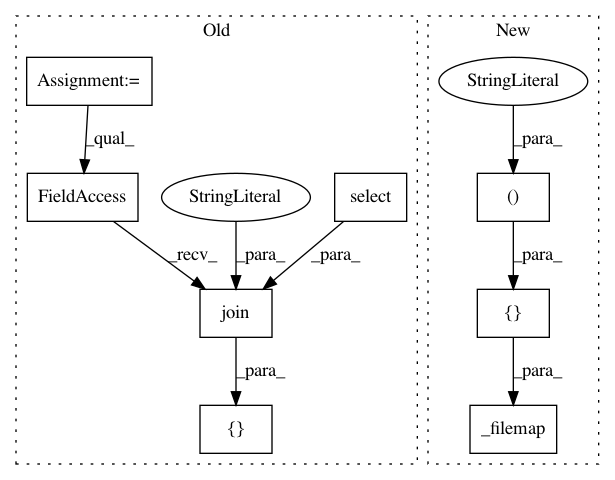 Old
New
Assignment:=
StringLiteral
_qual_
_para_
FieldAccess
StringLiteral
select
()
_recv_
_para_
_para_
_para_
join
{}
_para_
_para_
{}
_filemap